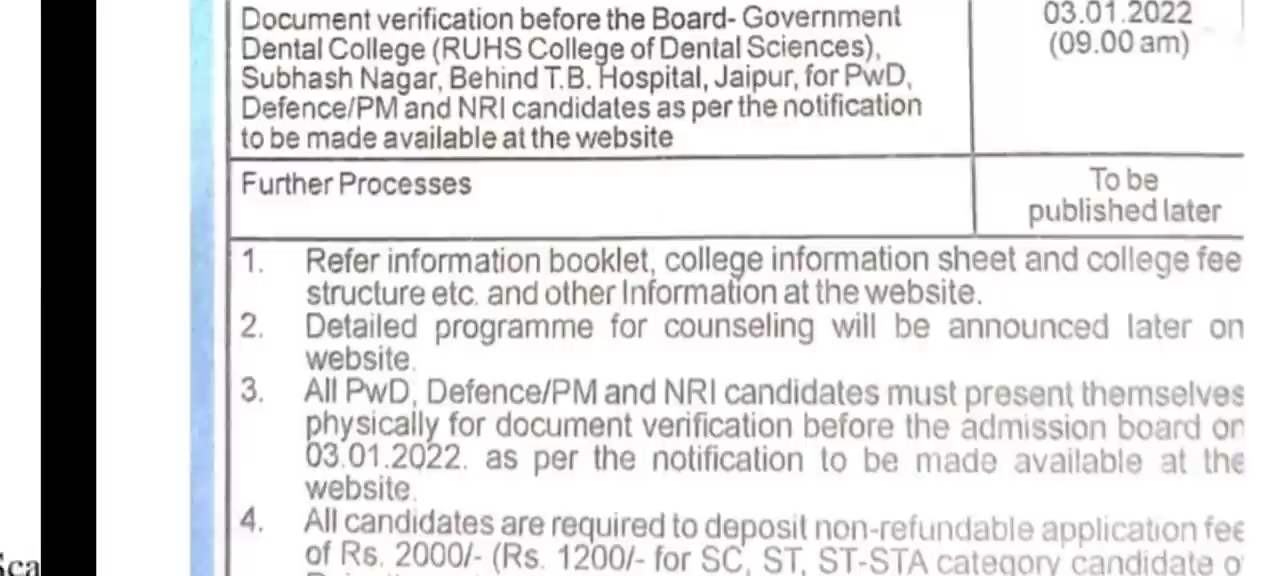 Document verification before the Board- Government
03.01.2022
Dental College (RUHS College of Dental Sciences),
(09.00 am)
Subhash Nagar, Behind T.B. Hospital, Jaipur, for PwD,
Defence/PM and NRI candidates as per the notification
to be made available at the website
Further Processes
To be
published later
1. Refer information booklet, college information sheet and college fee
structure etc. and other Information at the website.
2. Detailed programme for counseling will be announced later on
website.
3. All PwD, Defence/PM and NRI candidates must present themselves
physically for document verification before the admission board on
03.01.2022. as per the notification to be made available at the
website.
4. All candidates are required to deposit non-refundable application fee
of Rs. 2000/- (Rs. 1200/- for SC, ST, ST-STA category candidate